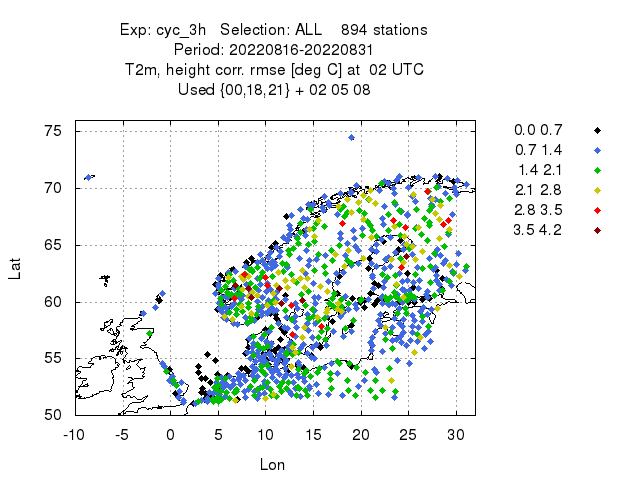 Exp: cyc_3h Selection: ALL 894 stations
Period: 20220816-20220831
T2m, height corr. rmse [deg C] at 02 UTC
Used {00,18,21} + 02 05 08
75
70
65
60
55
50
-10 -5 0 5 10 15 20 25 30
Lat
Lon
0.0 0.7
0.7 1.4
1.4 2.1
2.1 2.8
2.8 3.5
3.5 4.2